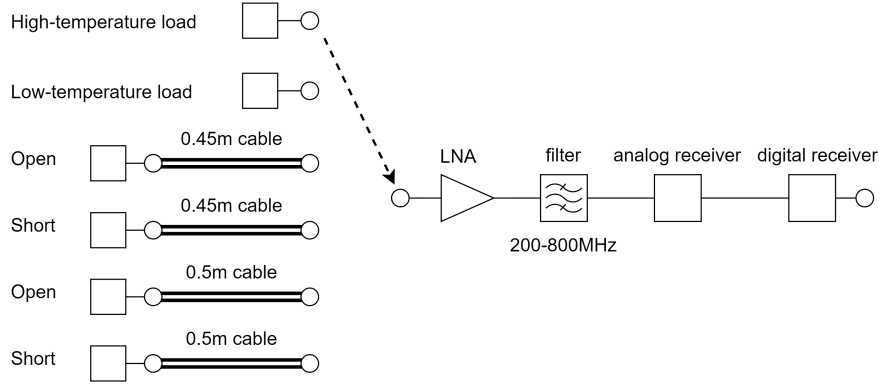 High-temperature load
Low-temperature load
0.45m cable
Open
0.45m cable
Short
0.5m cable
Open
0.5m cable
Short
LNA
filter
analog receiver
digital receiver
200-800MHz